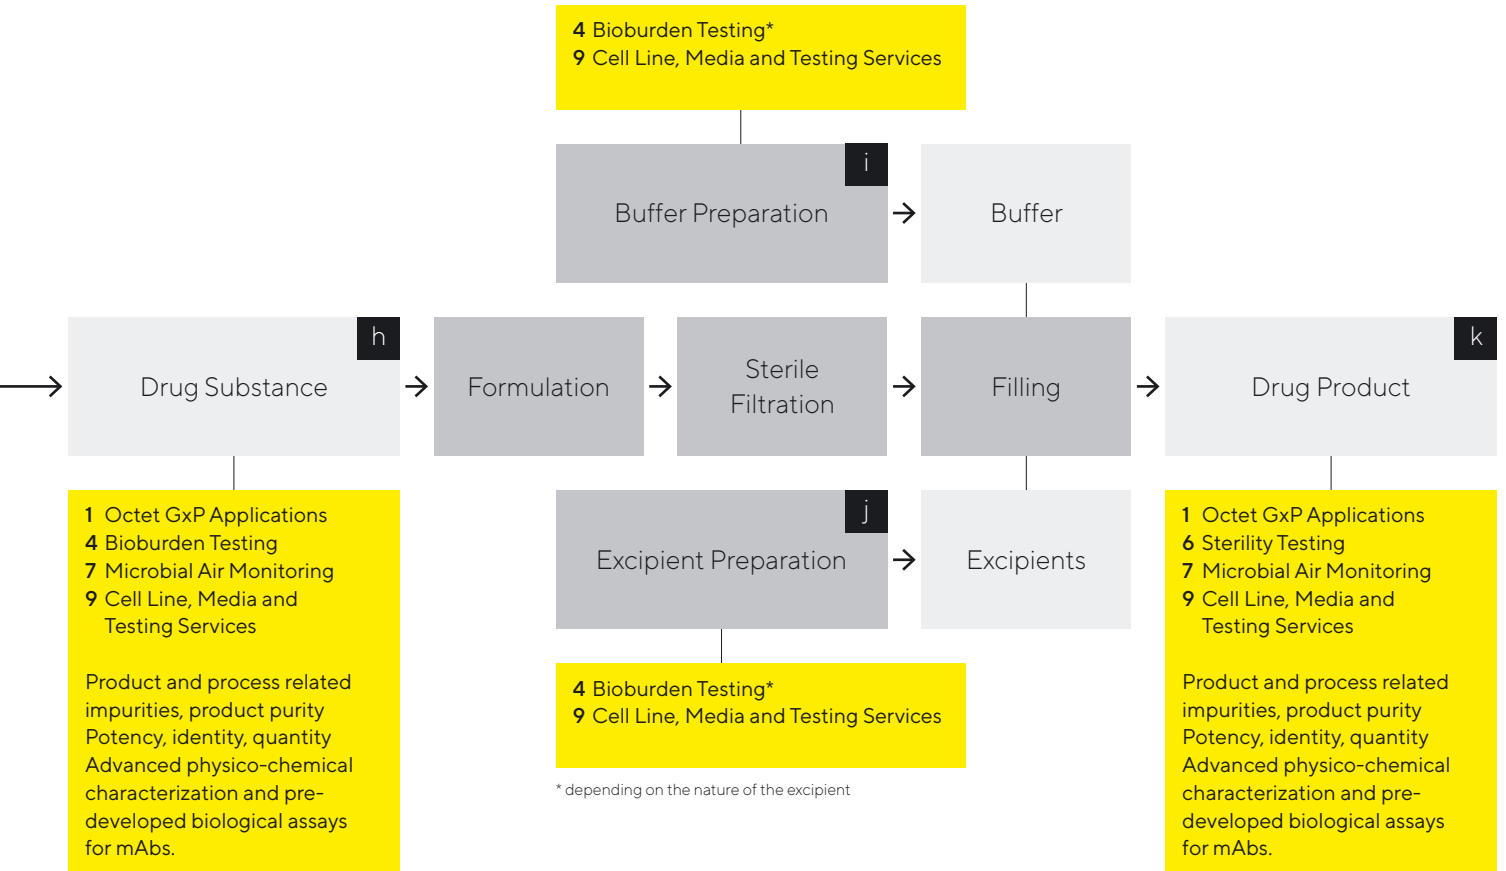 4 Bioburden Testing*
9 Cell Line, Media and Testing Services
i
Buffer Preparation
Buffer
h
Drug Substance
Formulation
Sterile
Filtration
Filling
k
Drug Product
1 Octet GxP Applications
4 Bioburden Testing
7 Microbial Air Monitoring
9 Cell Line, Media and
Testing Services
Product and process related
impurities, product purity
Potency, identity, quantity
Advanced physico-chemical
characterization and pre-
developed biological assays
for mAbs.
j
Excipient Preparation
Excipients
4 Bioburden Testing*
9 Cell Line, Media and Testing Services
* depending on the nature of the excipient
1 Octet GxP Applications
6 Sterility Testing
7 Microbial Air Monitoring
9 Cell Line, Media and
Testing Services
Product and process related
impurities, product purity
Potency, identity, quantity
Advanced physico-chemical
characterization and pre-
developed biological assays
for mAbs.